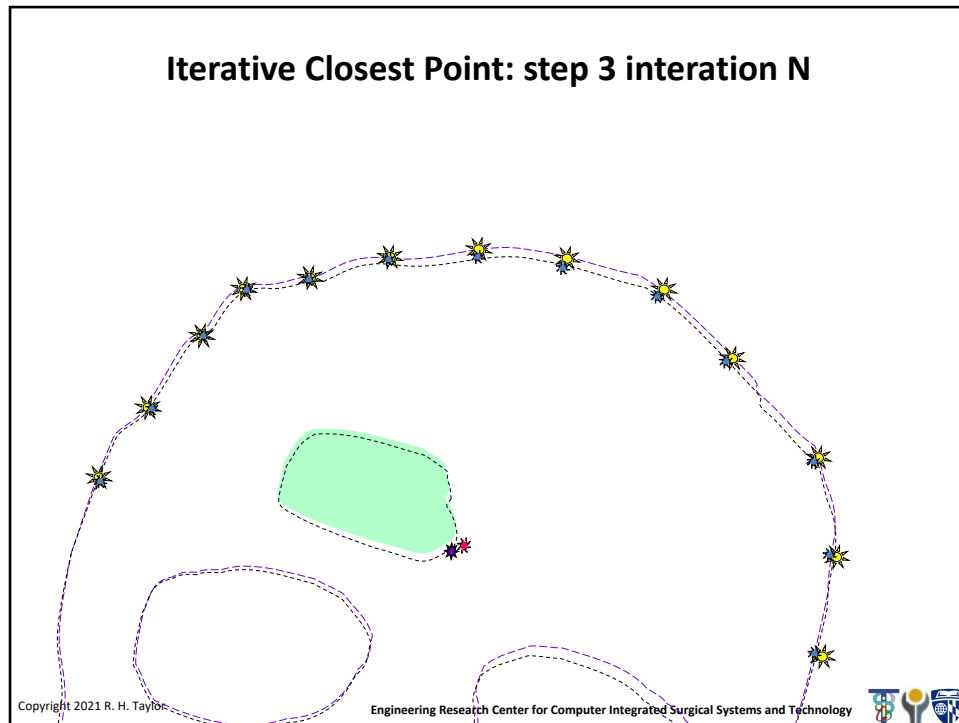 Iterative Closest Point: step 3 interation N
Copyright 2021 R. H. Taylor
Engineering Research Center for Computer Integrated Surgical Systems and Technology